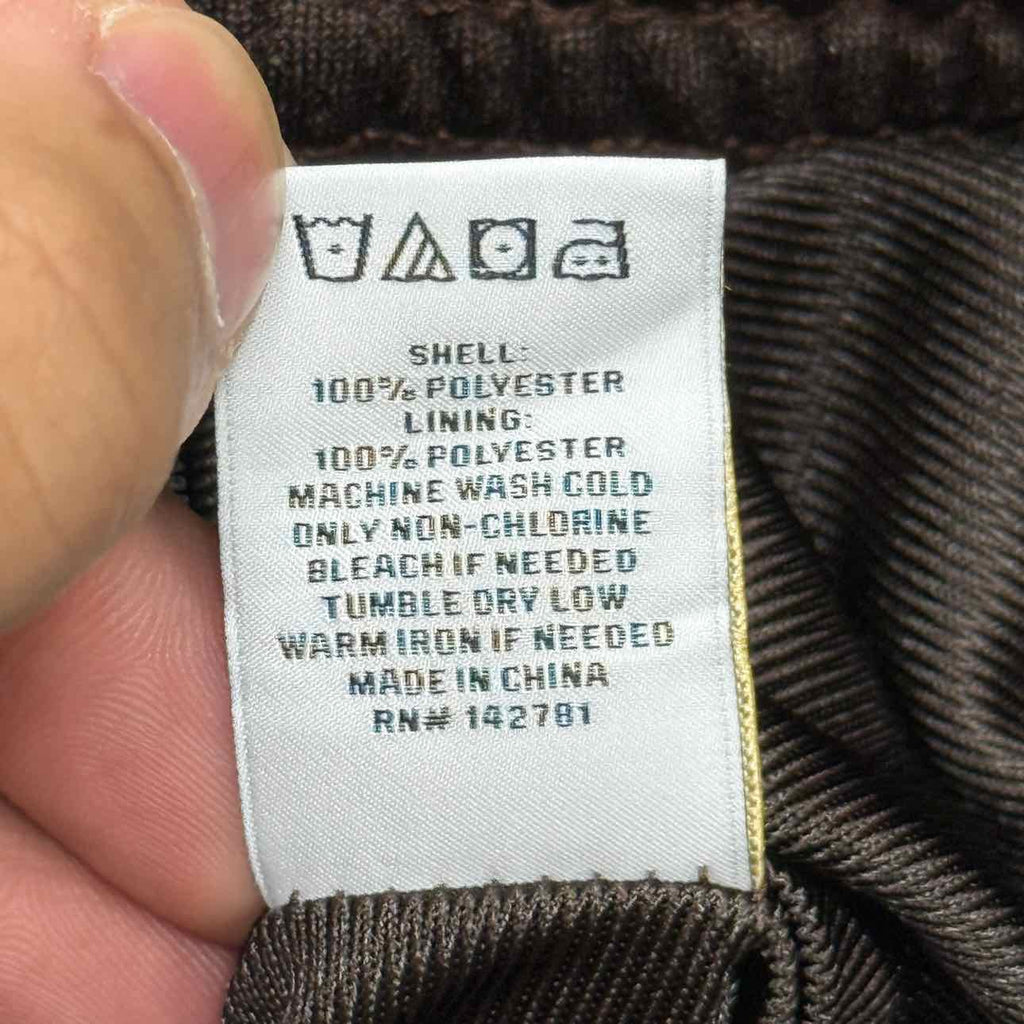 SHELL:
100% POLYESTER
LINING:
100% POLYESTER
MACHINE WASH COLD
ONLY NON-CHLORINE
BLEACH IF NEEDED
TUMBLE DRY LOW
WARM IRON IF NEEDED
MADE IN CHINA
RN# 142781